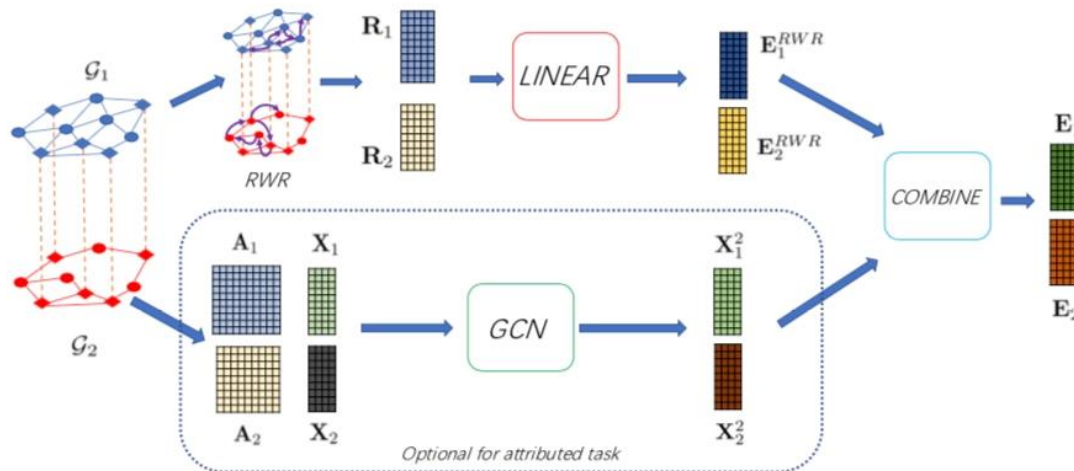 𝒢₁
𝒢₂
RWR
R₁
R₂
LINEAR
E₁ᴿᵂᴿ
E₂ᴿᵂᴿ
A₁
X₁
A₂
X₂
GCN
X₁²
X₂²
Optional for attributed task
COMBINE
E
E₂